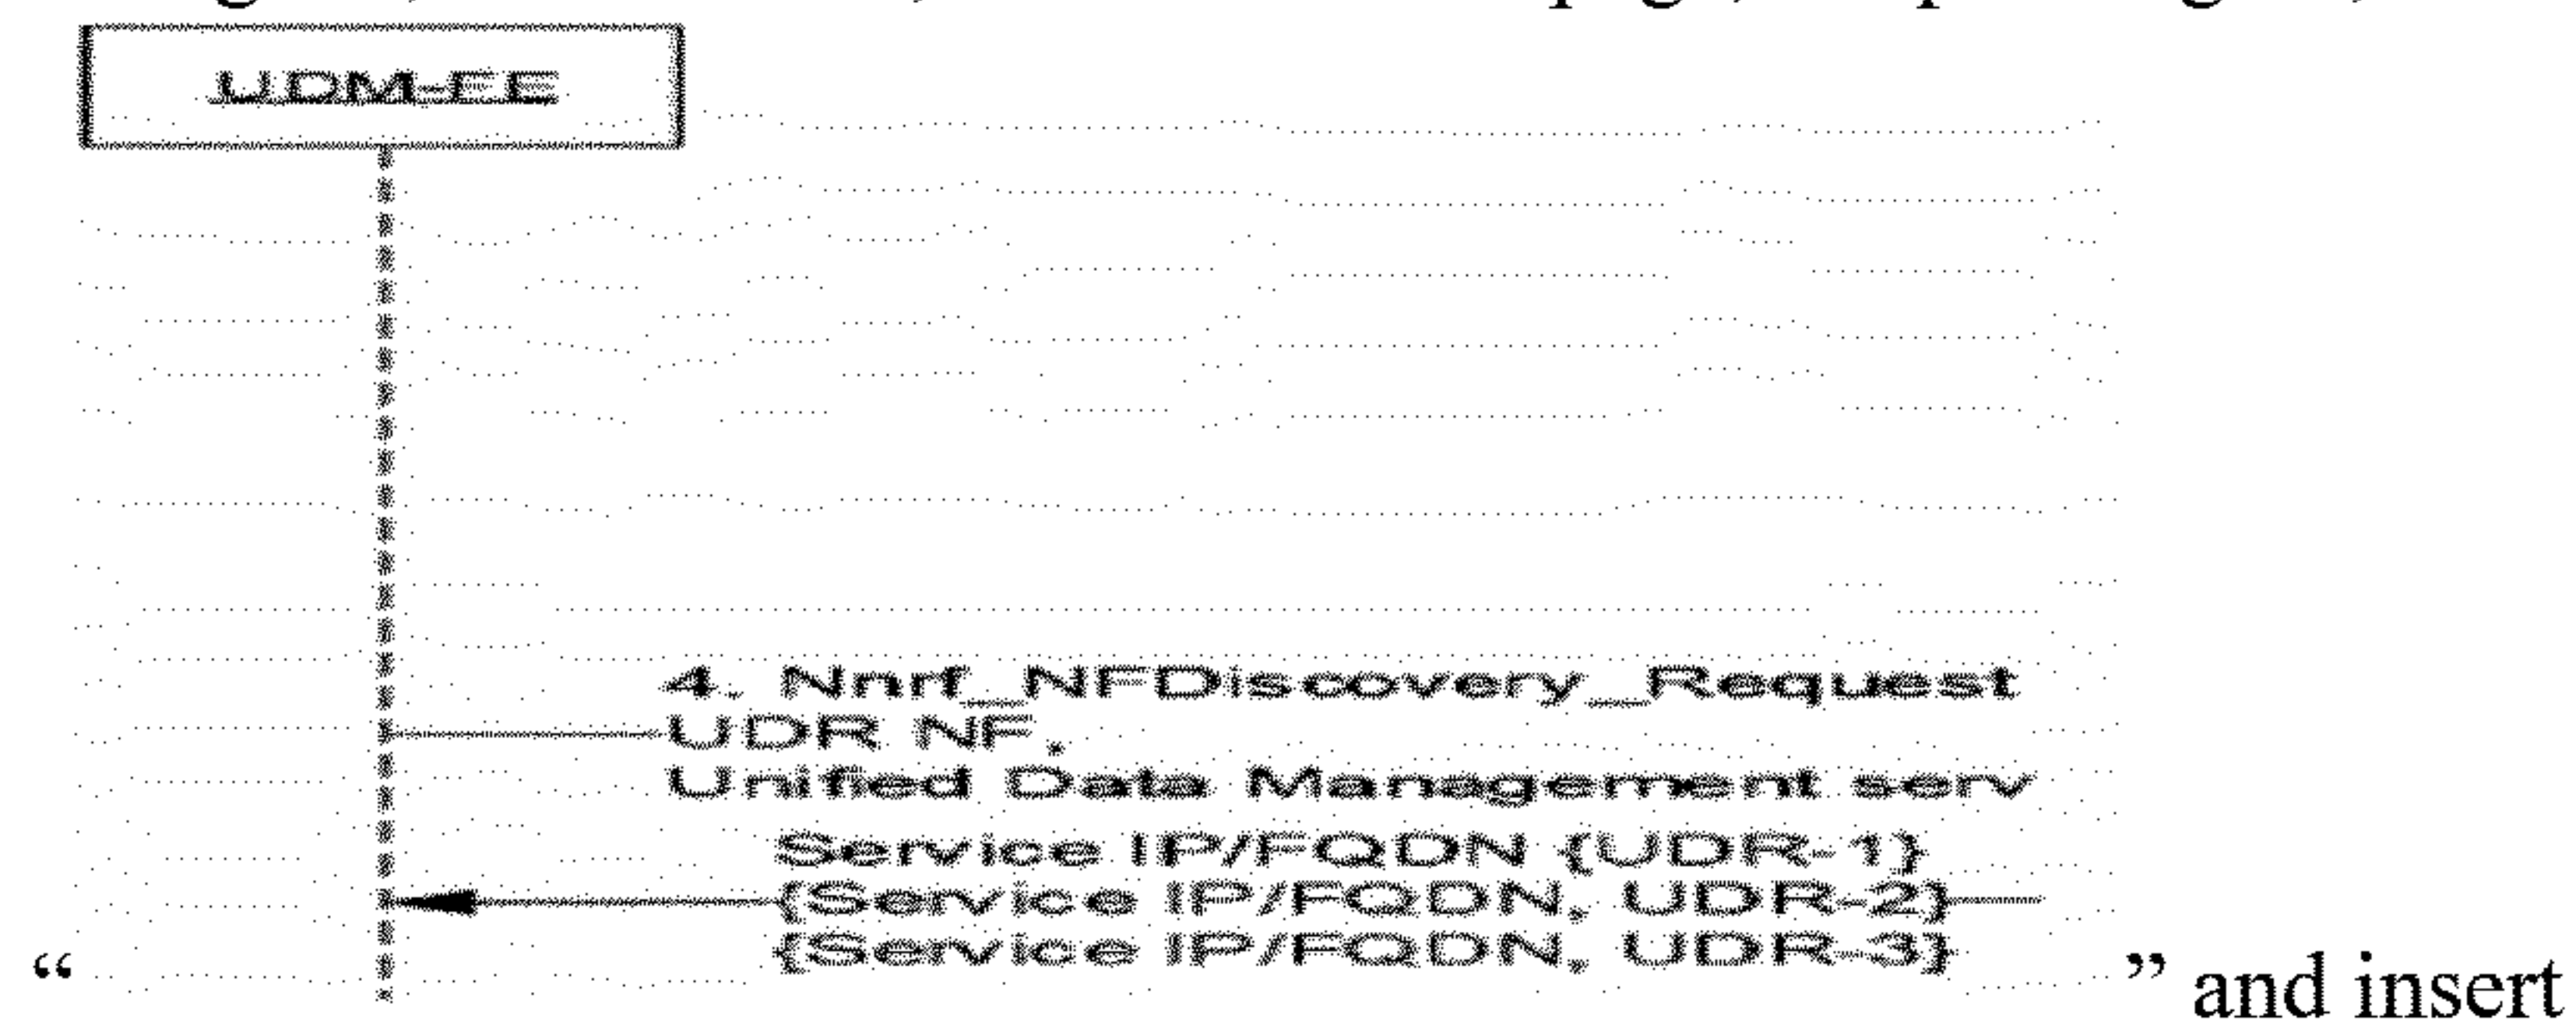 UDM-FE
4. Nnrf_NFDiscovery_Request
UDR NF.
Unified Data Management serv
Service IP/FQDN {UDR-1}
{Service IP/FQDN, UDR-2}
{Service IP/FQDN, UDR-3}
“ ” and insert